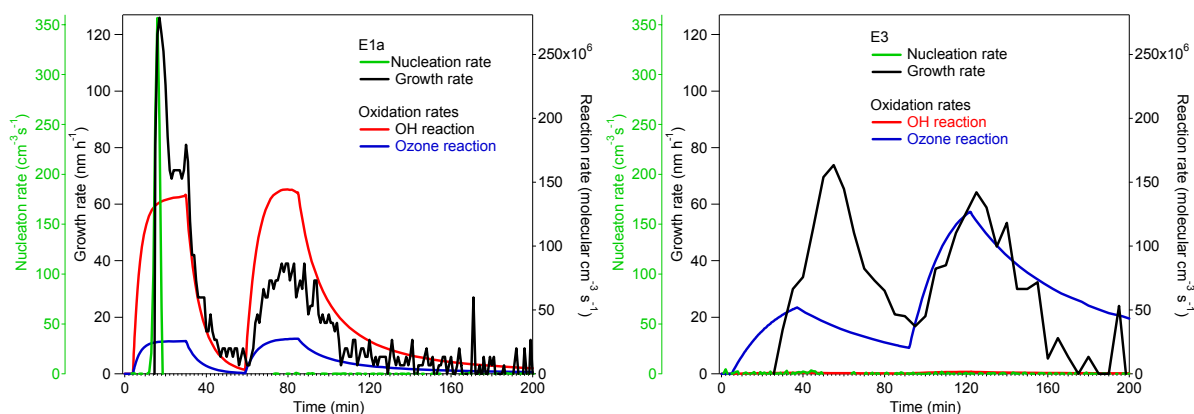 Nucleaton rate (cm-3 s-1)
350
300
250
200
150
100
50
0
Growth rate (nm h-1)
120
100
80
60
40
20
0
E1a
Nucleation rate
Growth rate
Oxidation rates
OH reaction
Ozone reaction
250x10⁶
200
150
100
50
0
Reaction rate (molecular cm-3 s-1)
0
40
80
120
160
200
Time (min)
Nucleaton rate (cm-3 s-1)
350
300
250
200
150
100
50
0
Growth rate (nm h-1)
120
100
80
60
40
20
0
E3
Nucleation rate
Growth rate
Oxidation rates
OH reaction
Ozone reaction
250x10⁶
200
150
100
50
0
Reaction rate (molecular cm-3 s-1)
0
40
80
120
160
200
Time (min)